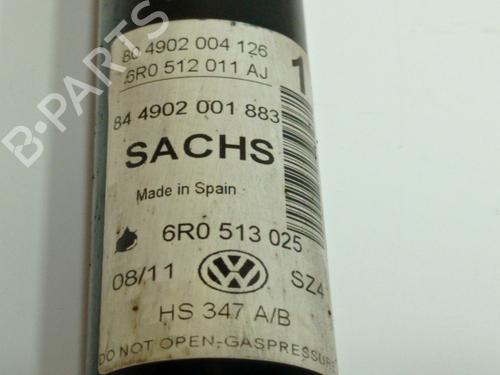 80 4902 004 126
6R0 512 011 AJ
1
84 4902 001 883
SACHS
Made in Spain
6R0 513 025
08/11
SZ4
HS 347 A/B
DO NOT OPEN-GASPRESSURE
B-PARTS